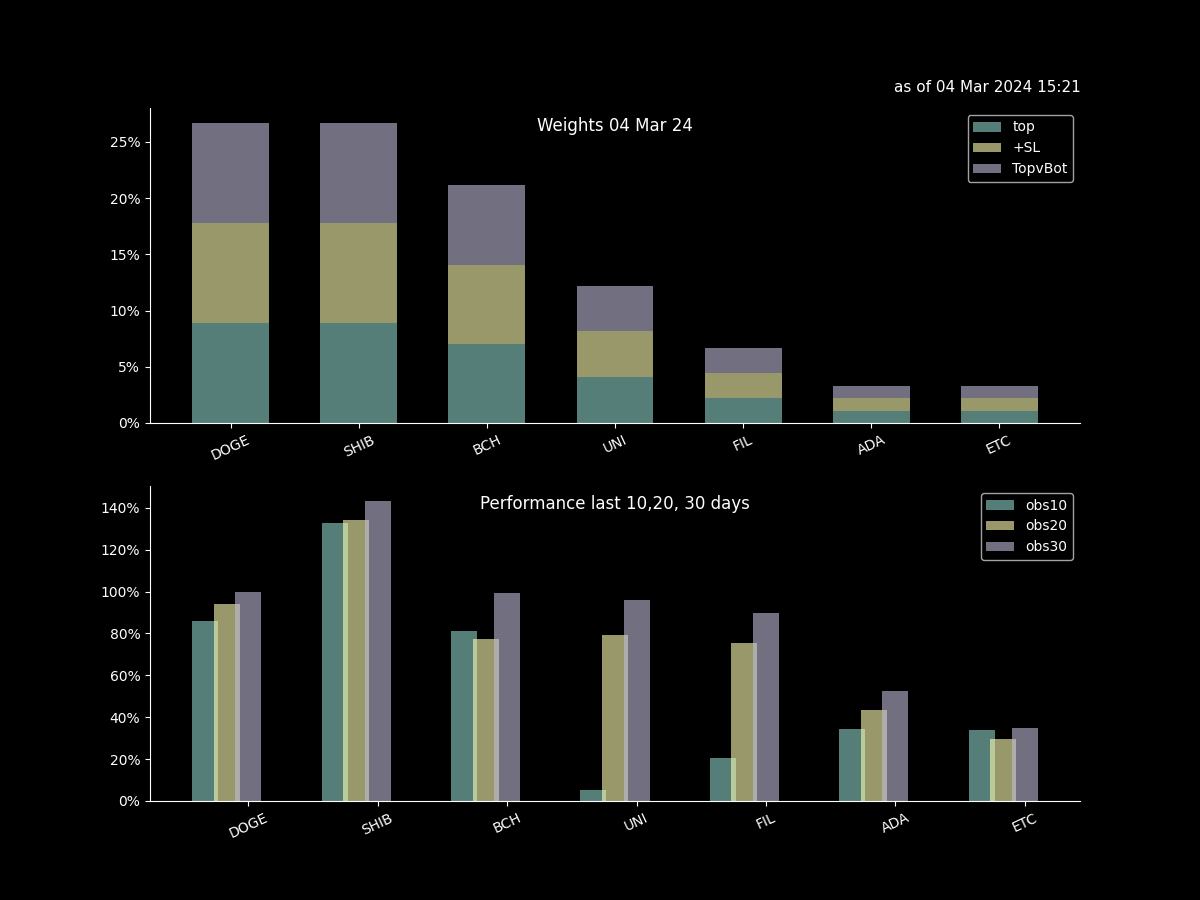 as of 04 Mar 2024 15:21
Weights 04 Mar 24
top
+SL
TopvBot
25%
20%
15%
10%
5%
0%
DOGE SHIB BCH UNI FIL ADA ETC
Performance last 10,20, 30 days
obs10
obs20
obs30
140%
120%
100%
80%
60%
40%
20%
0%
DOGE SHIB BCH UNI FIL ADA ETC